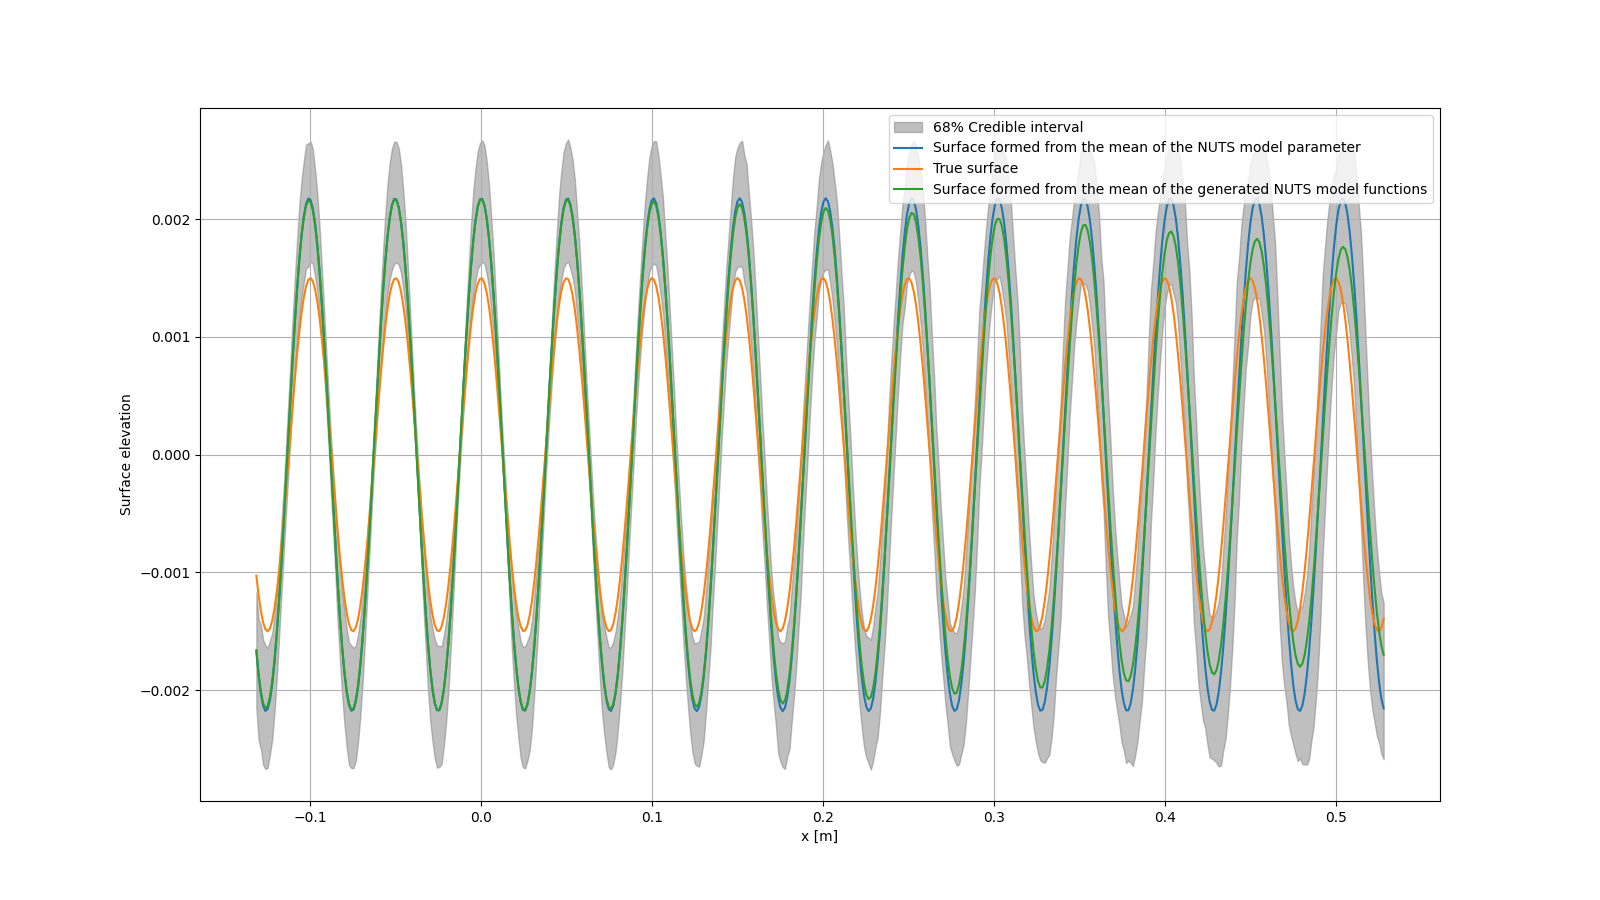 68% Credible interval
Surface formed from the mean of the NUTS model parameter
True surface
Surface formed from the mean of the generated NUTS model functions
0.002
0.001
0.000
−0.001
−0.002
Surface elevation
−0.1 0.0 0.1 0.2 0.3 0.4 0.5
x [m]